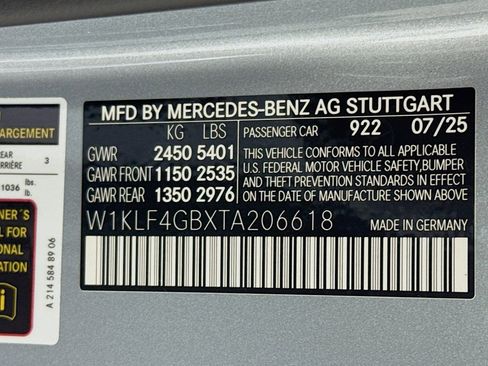 MFD BY MERCEDES-BENZ AG STUTTGART
KG LBS
GVWR 2450 5401
GAWR FRONT 1150 2535
GAWR REAR 1350 2976
PASSENGER CAR 922 07/25
THIS VEHICLE CONFORMS TO ALL APPLICABLE
U.S. FEDERAL MOTOR VEHICLE SAFETY,BUMPER
AND THEFT PREVENTION STANDARDS IN EFFECT
ON THE DATE OF MANUFACTURE SHOWN ABOVE
W1KLF4GBXTA206618
MADE IN GERMANY
ARGEMENT
EAR
RIÈRE 3
1036 lbs.
lb.
NER´S
L FOR
ONAL
ATION
i
A 214 584 89 06